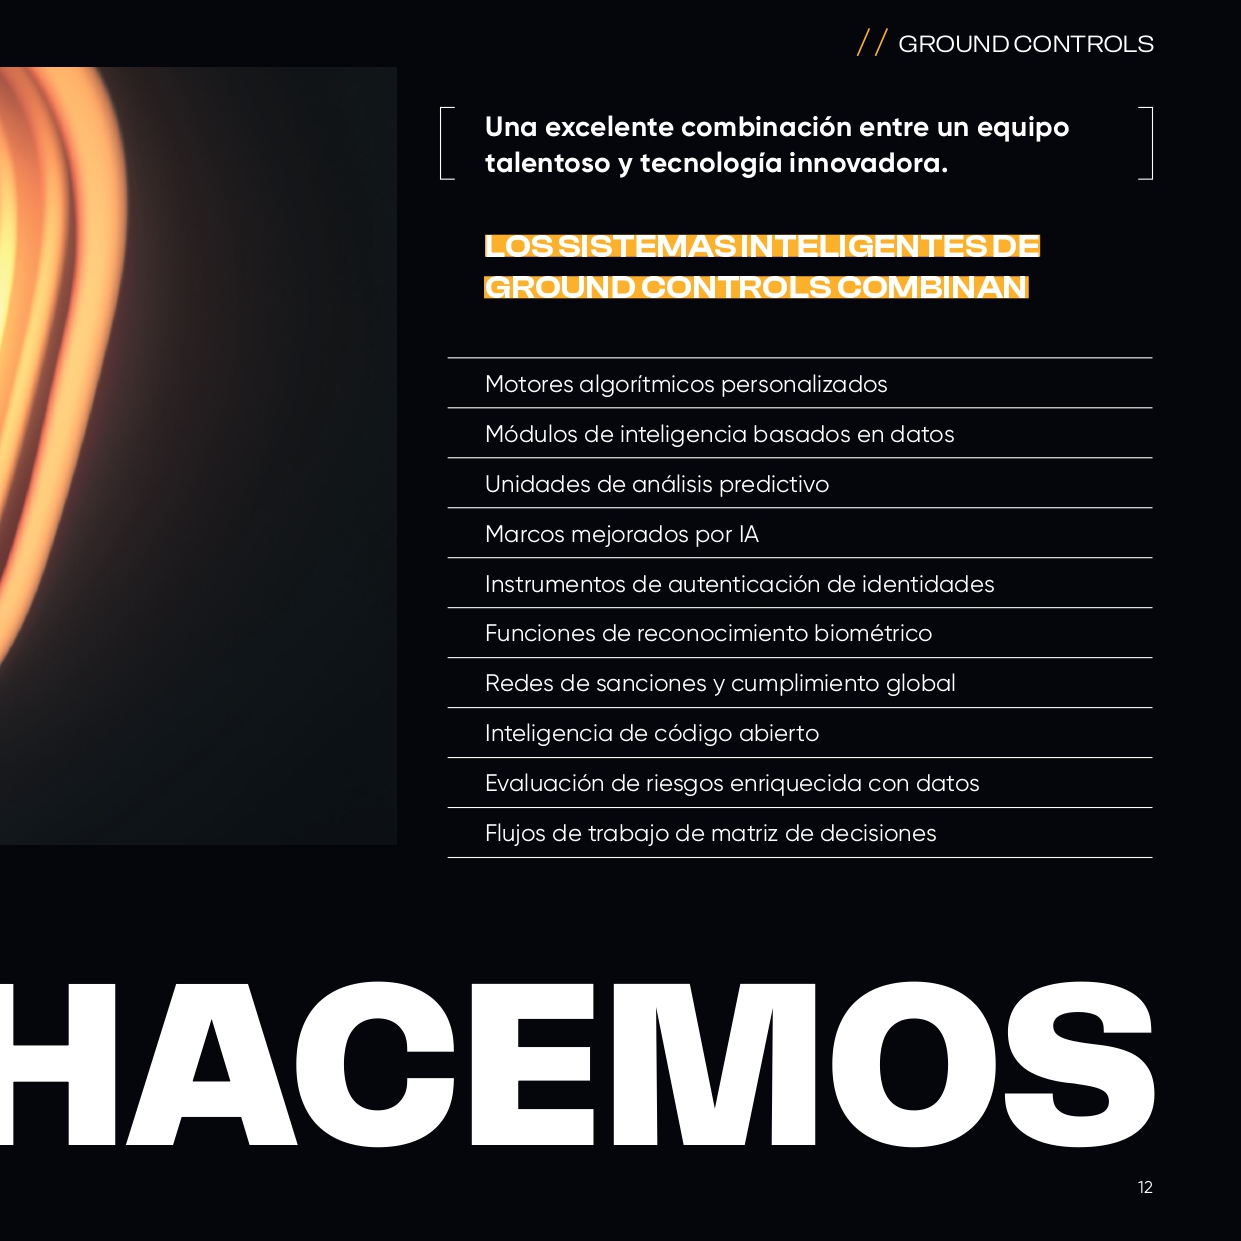 // GROUND CONTROLS
Una excelente combinación entre un equipo
talentoso y tecnología innovadora.
LOS SISTEMAS INTELIGENTES DE
GROUND CONTROLS COMBINAN
Motores algorítmicos personalizados
Módulos de inteligencia basados en datos
Unidades de análisis predictivo
Marcos mejorados por IA
Instrumentos de autenticación de identidades
Funciones de reconocimiento biométrico
Redes de sanciones y cumplimiento global
Inteligencia de código abierto
Evaluación de riesgos enriquecida con datos
Flujos de trabajo de matriz de decisiones
HACEMOS
12